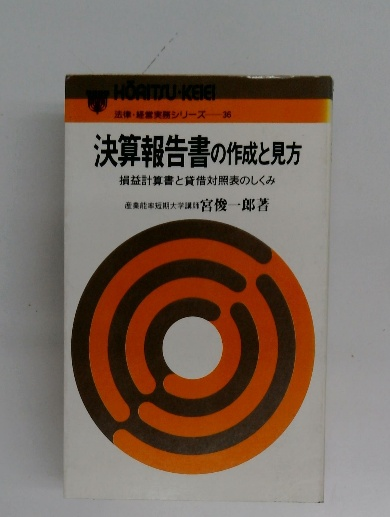 HŌRITSU・KEIEI
法律・経営実務シリーズ——36
決算報告書の作成と見方
損益計算書と貸借対照表のしくみ
産業能率短期大学講師 宮俊一郎著